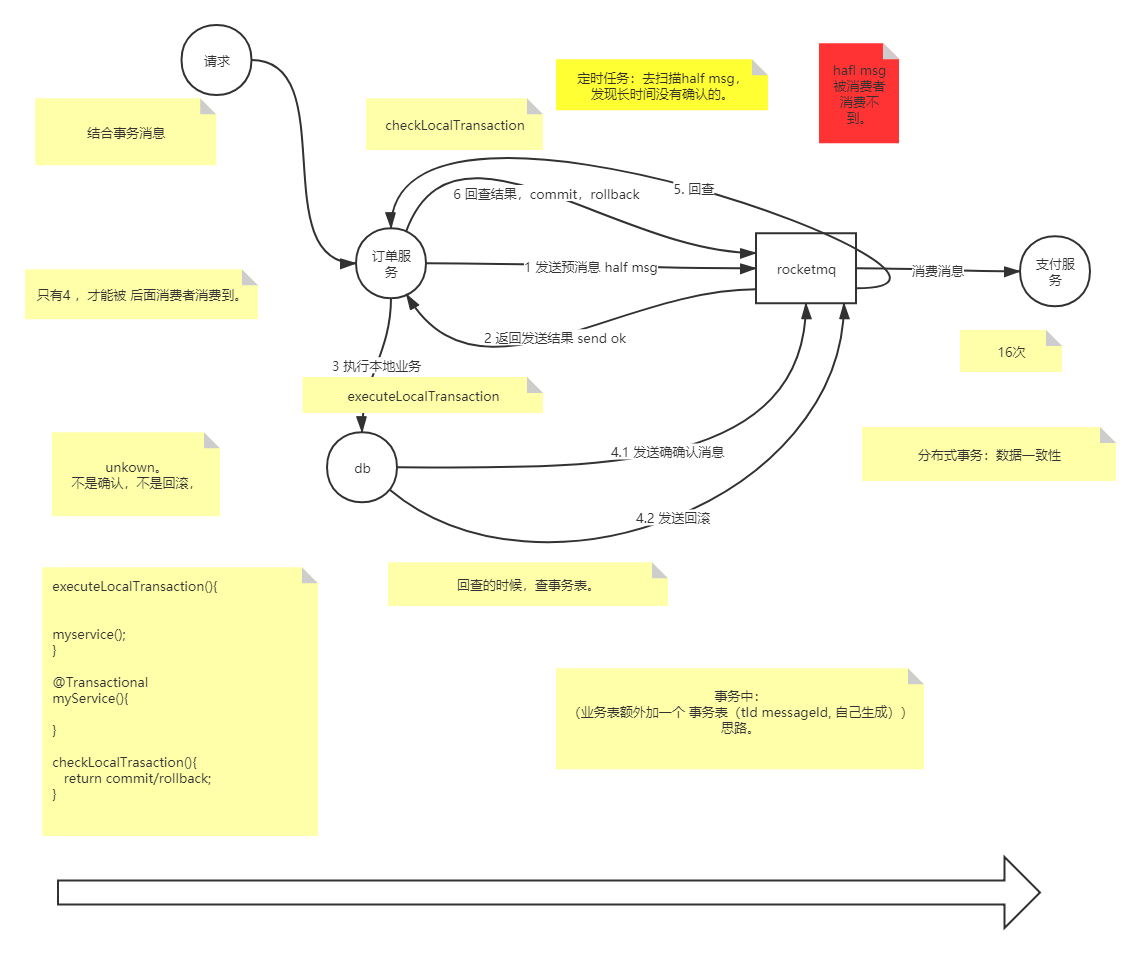 请求
定时任务：去扫描half msg，
发现长时间没有确认的。
hafl msg
被消费者
消费不
到。
结合事务消息
checkLocalTransaction
5. 回查
6 回查结果，commit，rollback
订单服
务
1 发送预消息 half msg
rocketmq
消费消息
支付服
务
只有4 ，才能被 后面消费者消费到。
2 返回发送结果 send ok
16次
3 执行本地业务
executeLocalTransaction
unkown。
不是确认，不是回滚，
db
4.1 发送确确认消息
分布式事务：数据一致性
4.2 发送回滚
回查的时候，查事务表。
executeLocalTransaction(){
myservice();
}
@Transactional
myService(){
}
checkLocalTrasaction(){
return commit/rollback;
}
事务中：
（业务表额外加一个 事务表（tId messageId, 自己生成））
思路。